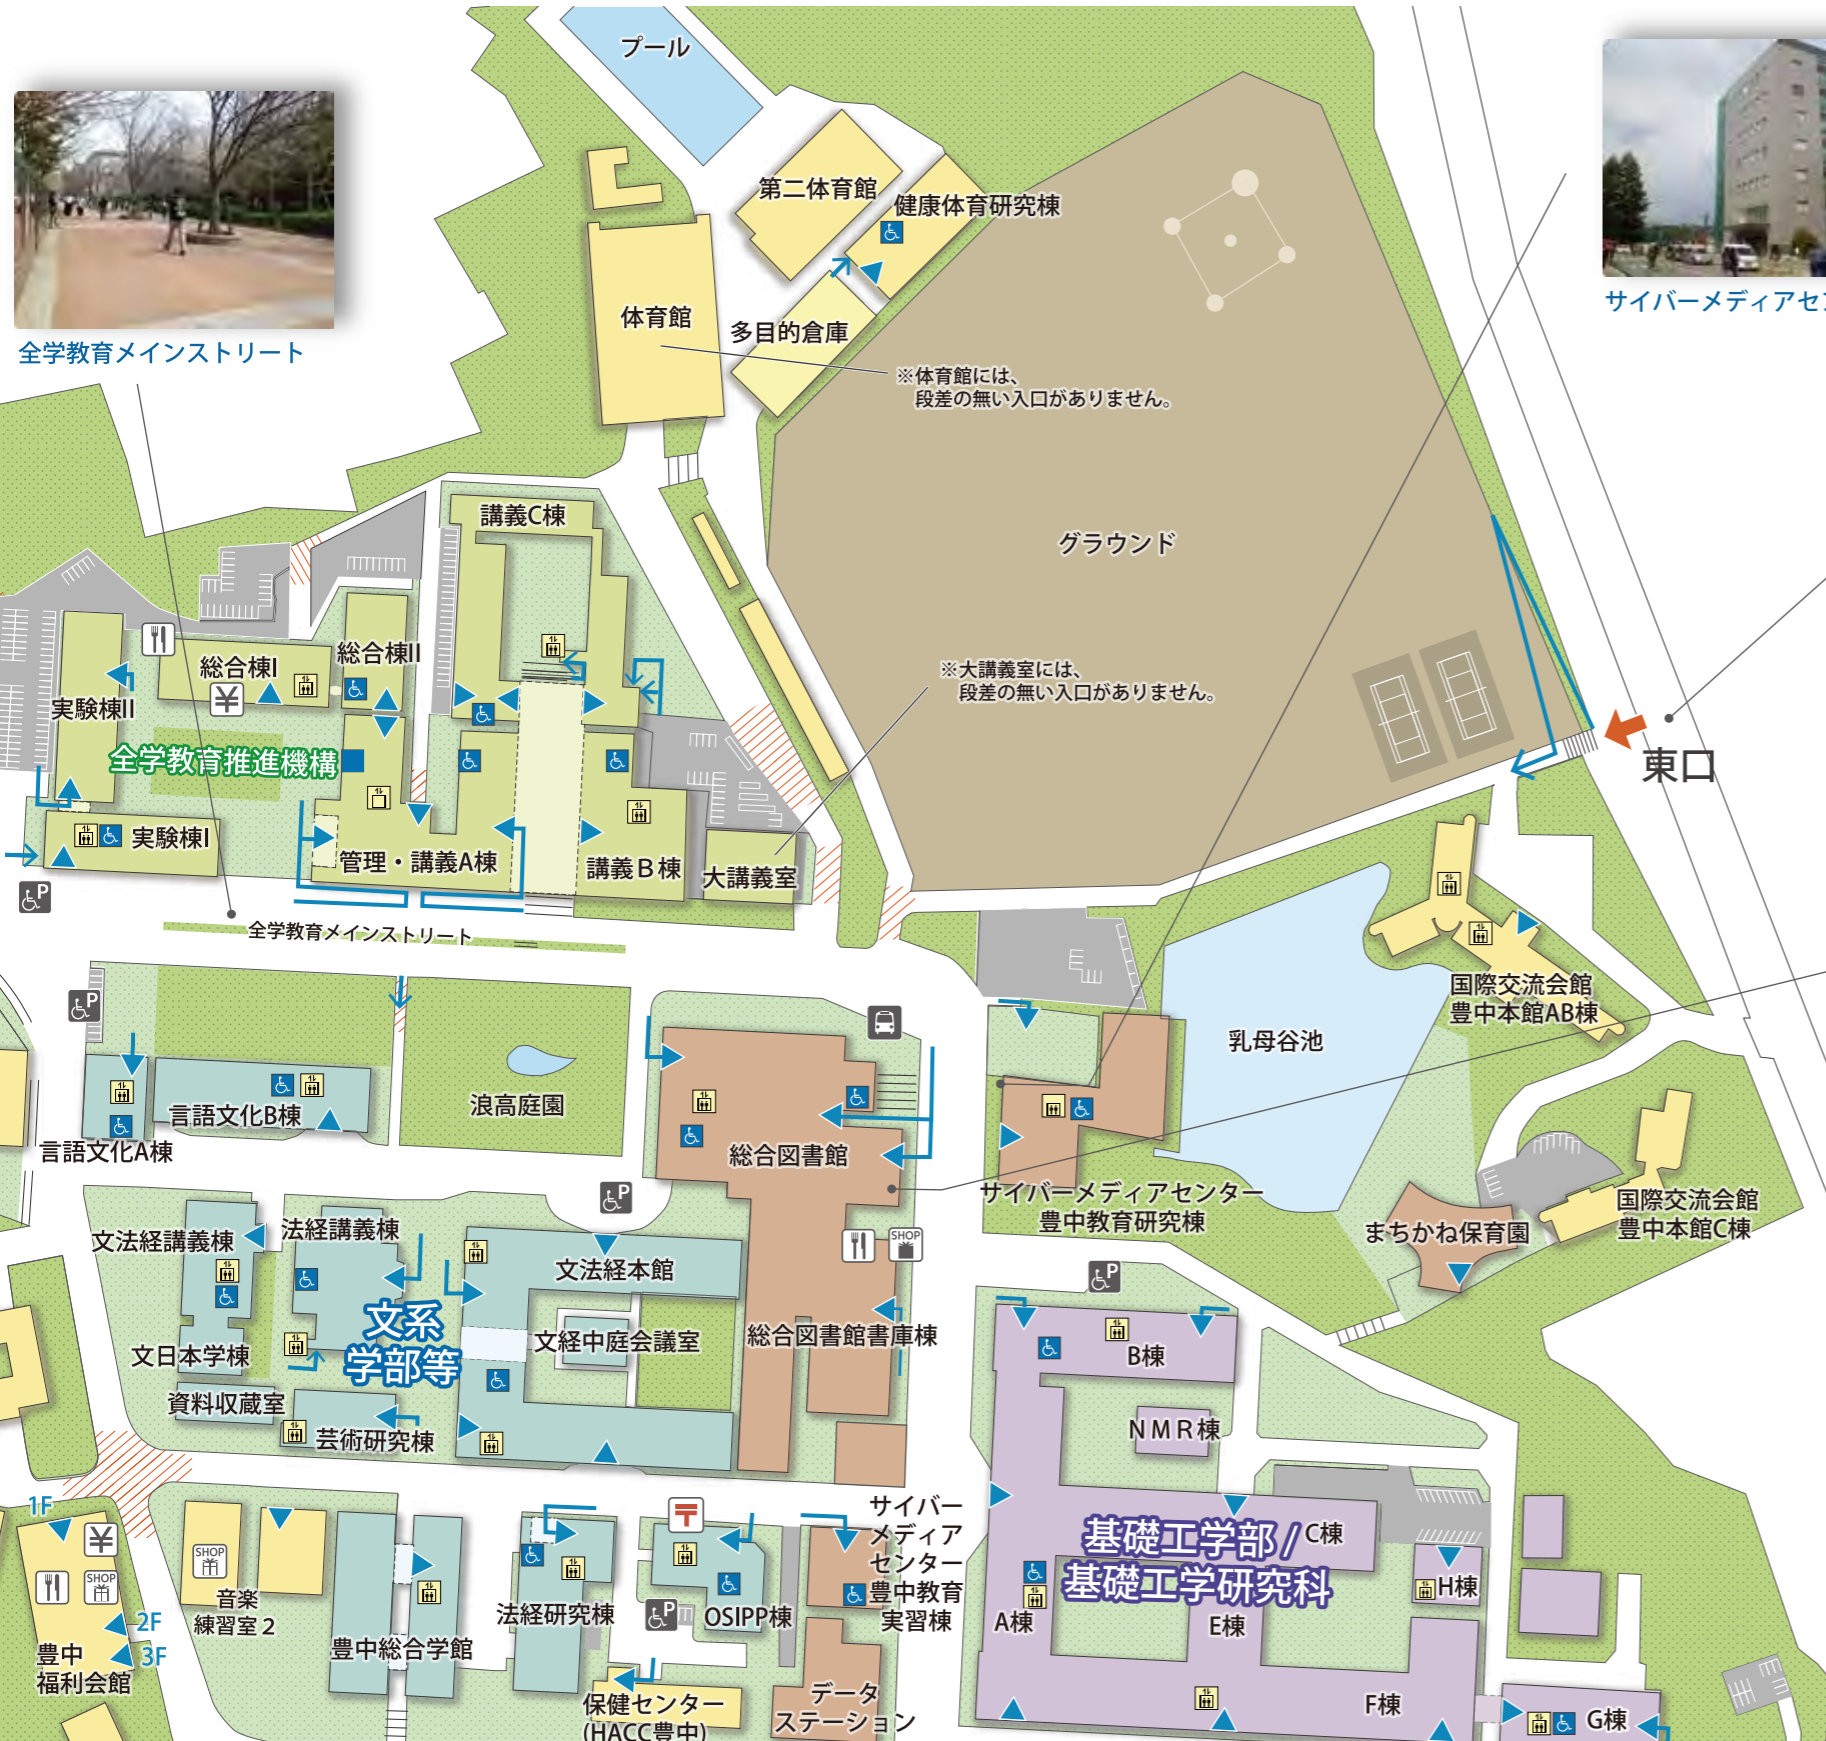 プール
第二体育館
健康体育研究棟
体育館
多目的倉庫
※体育館には、
段差の無い入口がありません。
全学教育メインストリート
グラウンド
講義C棟
総合棟I
総合棟II
実験棟II
全学教育推進機構
実験棟I
管理・講義A棟
講義B棟
大講義室
※大講義室には、
段差の無い入口がありません。
東口
P
全学教育メインストリート
国際交流会館
豊中本館AB棟
乳母谷池
P
言語文化A棟
言語文化B棟
浪高庭園
総合図書館
サイバーメディアセンター
豊中教育研究棟
まちかね保育園
国際交流会館
豊中本館C棟
P
文法経講義棟
法経講義棟
文法経本館
SHOP
文系
学部等
文経中庭会議室
総合図書館書庫棟
文日本学棟
資料収蔵室
芸術研究棟
P
B棟
NMR棟
基礎工学部/
基礎工学研究科
C棟
H棟
A棟
E棟
F棟
G棟
1F
2F
3F
SHOP
豊中
福利会館
SHOP
音楽
練習室2
豊中総合学館
法経研究棟
P
OSIPP棟
サイバー
メディア
センター
豊中教育
実習棟
保健センター
(HACC豊中)
データ
ステーション
サイバーメディアセ